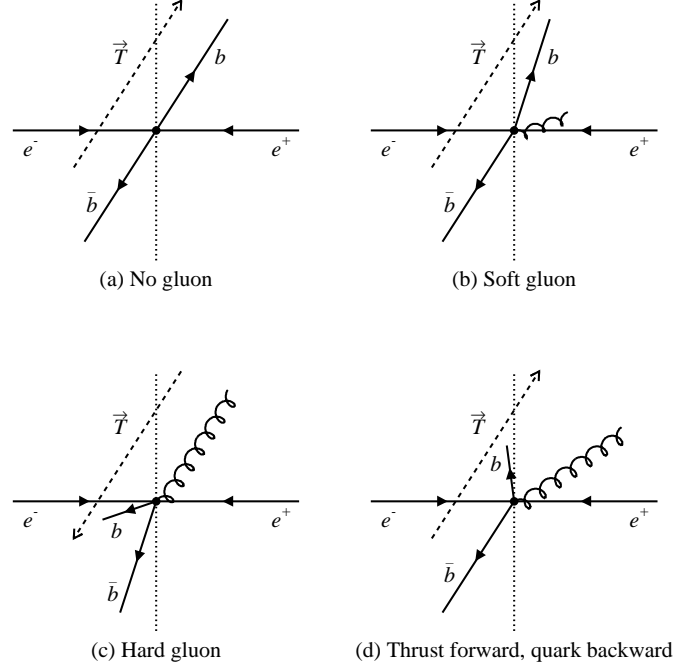 T⃗
b
e⁻
e⁺
b̄
(a) No gluon
T⃗
b
e⁻
e⁺
b̄
(b) Soft gluon
T⃗
e⁻
b
e⁺
b̄
(c) Hard gluon
T⃗
b
e⁻
e⁺
b̄
(d) Thrust forward, quark backward